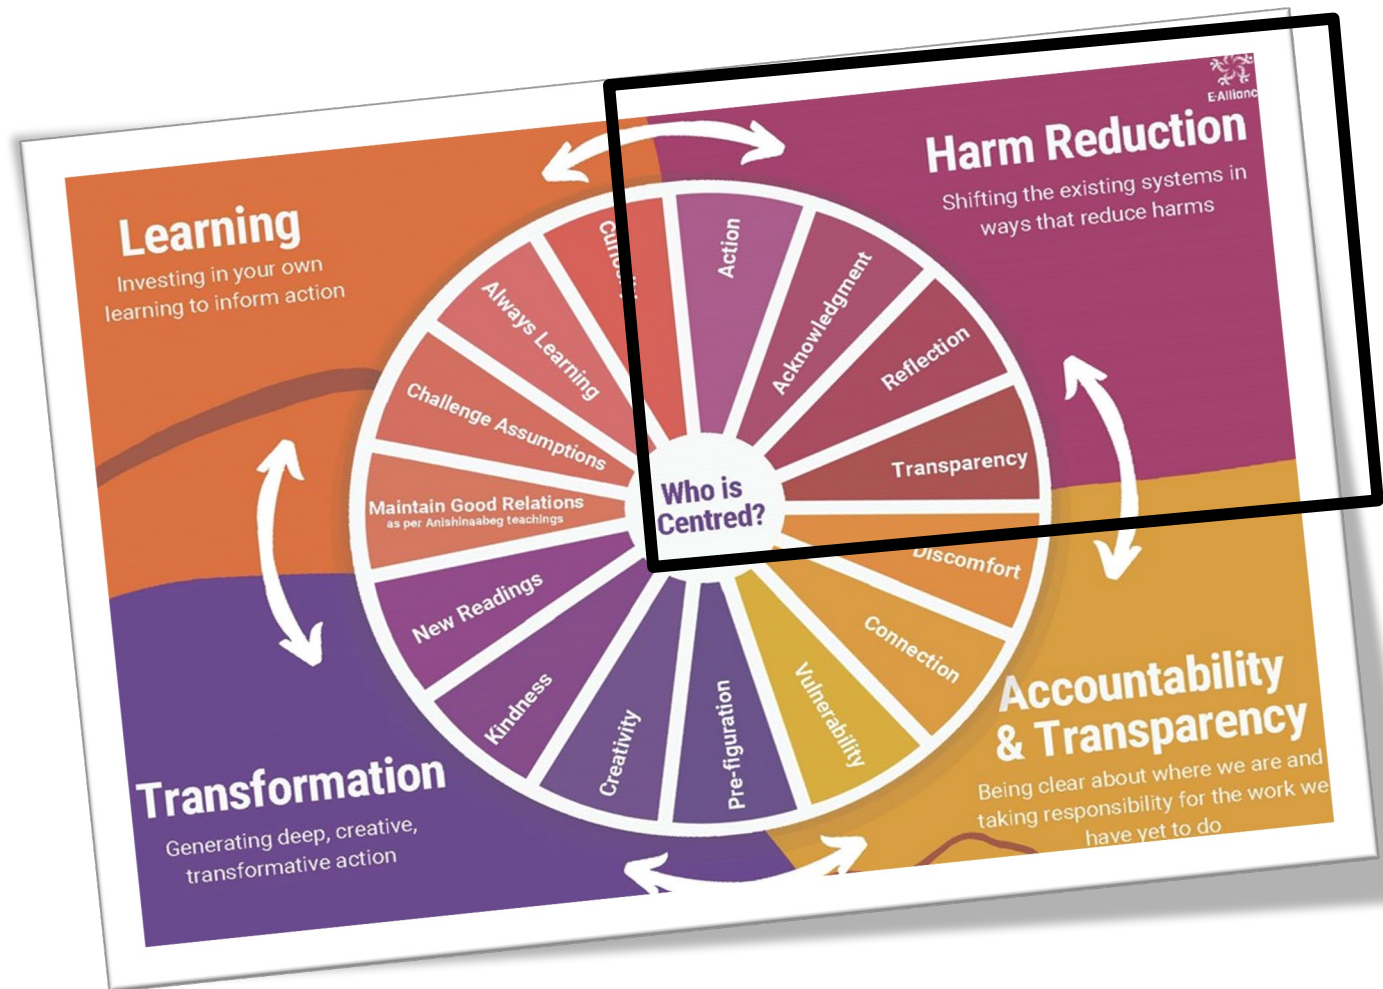 E-Alliance
Harm Reduction
Shifting the existing systems in
ways that reduce harms
Learning
Investing in your own
learning to inform action
Action
Acknowledgment
Reflection
Transparency
Discomfort
Connection
Vulnerability
Pre-figuration
Creativity
Kindness
New Readings
Maintain Good Relations
as per Anishinaabeg teachings
Challenge Assumptions
Always Learning
Who is
Centred?
Accountability
& Transparency
Being clear about where we are and
taking responsibility for the work we
have yet to do
Transformation
Generating deep, creative,
transformative action